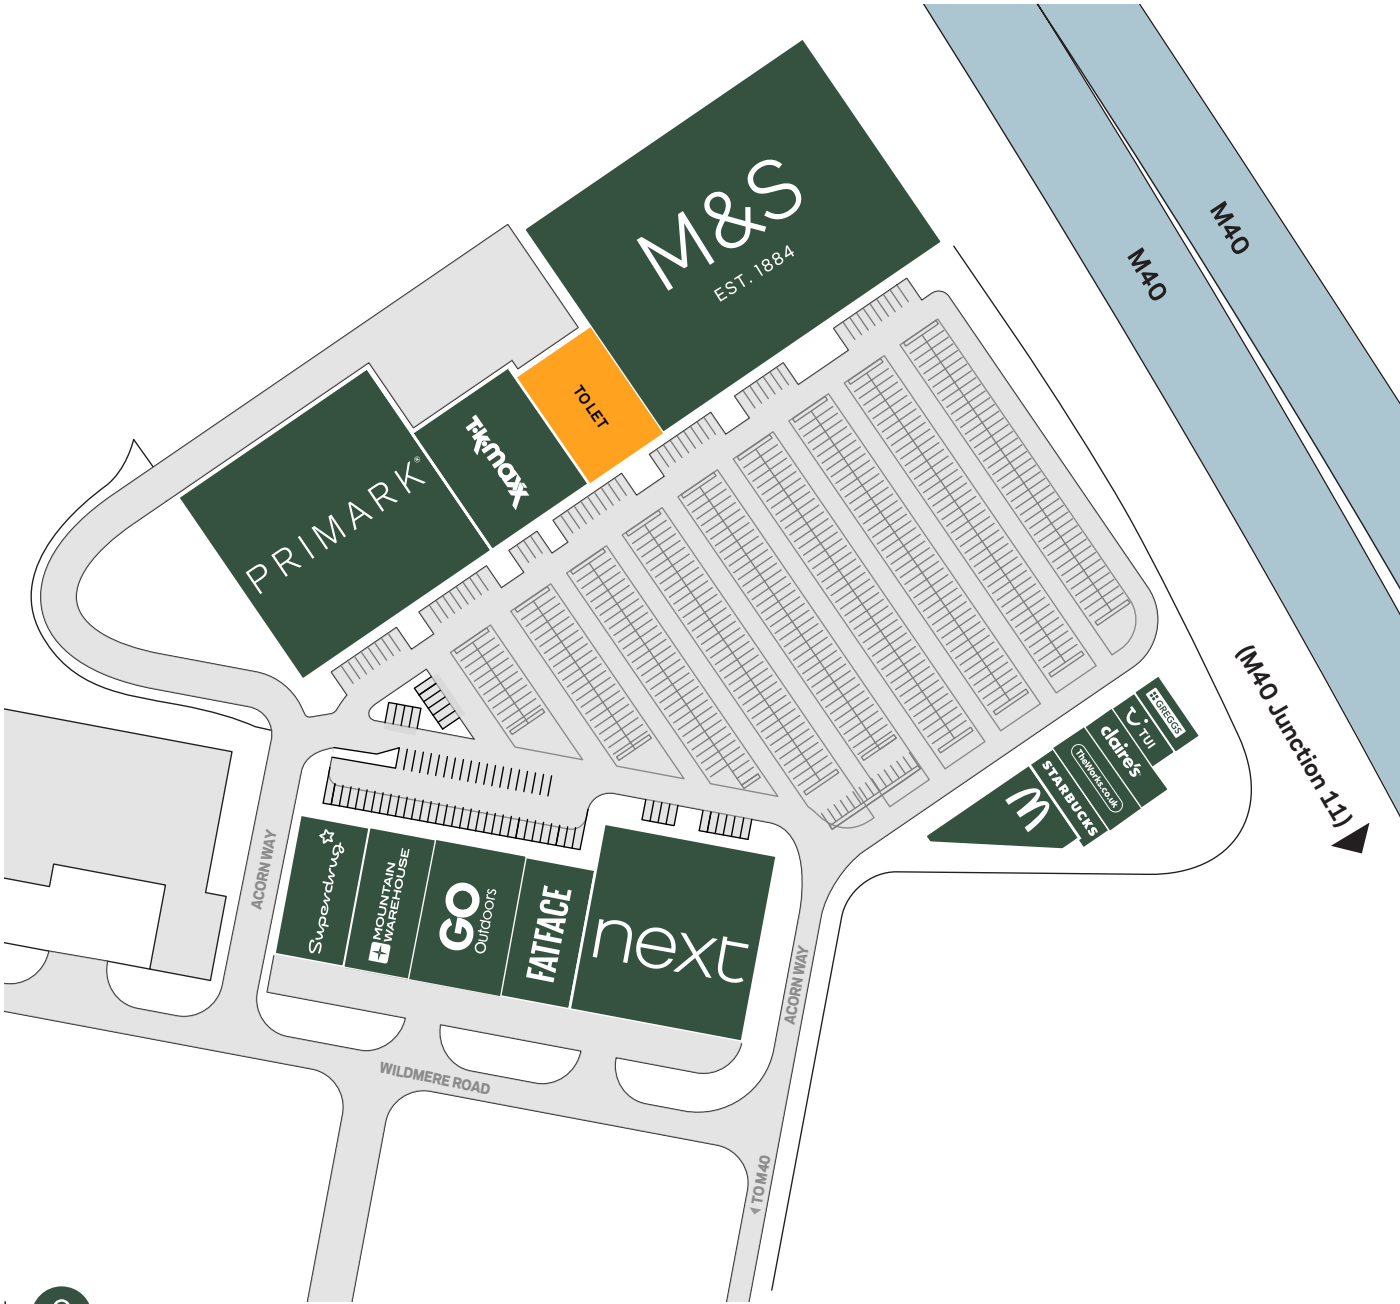 M&S
EST. 1884
M40
M40
TO LET
TK maxx
PRIMARK®
(M40 Junction 11)
GREGGS
TUI
claire's
TheWorks.co.uk
STARBUCKS
M
ACORN WAY
Superdrug
MOUNTAIN
WAREHOUSE
GO
Outdoors
FATFACE
next
ACORN WAY
WILDMERE ROAD
TO M40